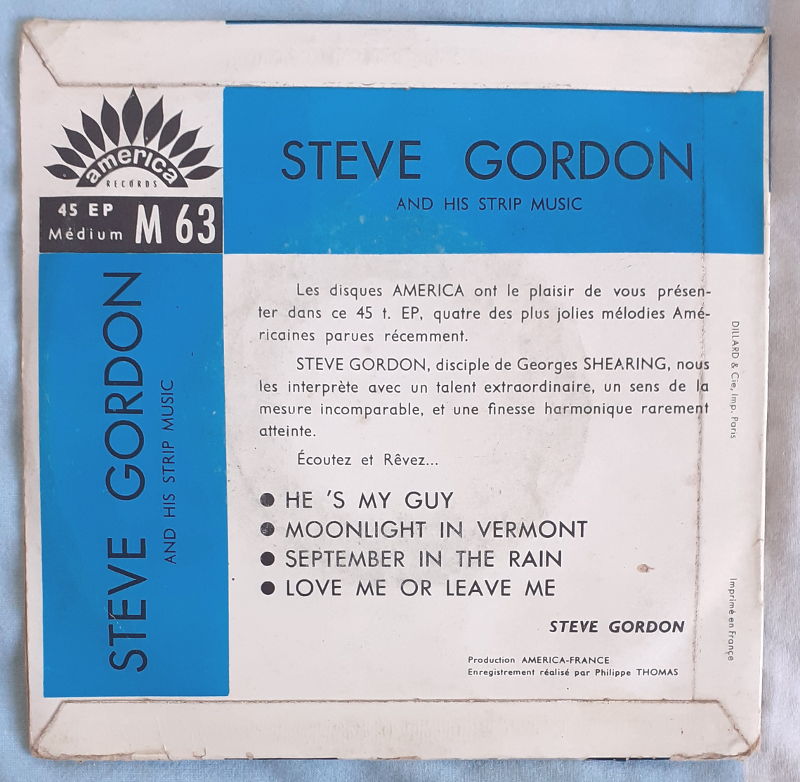 america
RECORDS
45 EP
Médium M 63
STEVE GORDON
AND HIS STRIP MUSIC
STEVE GORDON
AND HIS STRIP MUSIC
Les disques AMERICA ont le plaisir de vous présen-
ter dans ce 45 t. EP, quatre des plus jolies mélodies Amé-
ricaines parues récemment.
STEVE GORDON, disciple de Georges SHEARING, nous
les interprète avec un talent extraordinaire, un sens de la
mesure incomparable, et une finesse harmonique rarement
atteinte.
Écoutez et Rêvez...
● HE 'S MY GUY
● MOONLIGHT IN VERMONT
● SEPTEMBER IN THE RAIN
● LOVE ME OR LEAVE ME
STEVE GORDON
Production AMERICA-FRANCE
Enregistrement réalisé par Philippe THOMAS
DILLARD & Cie, Imp. Paris
Imprimé en France